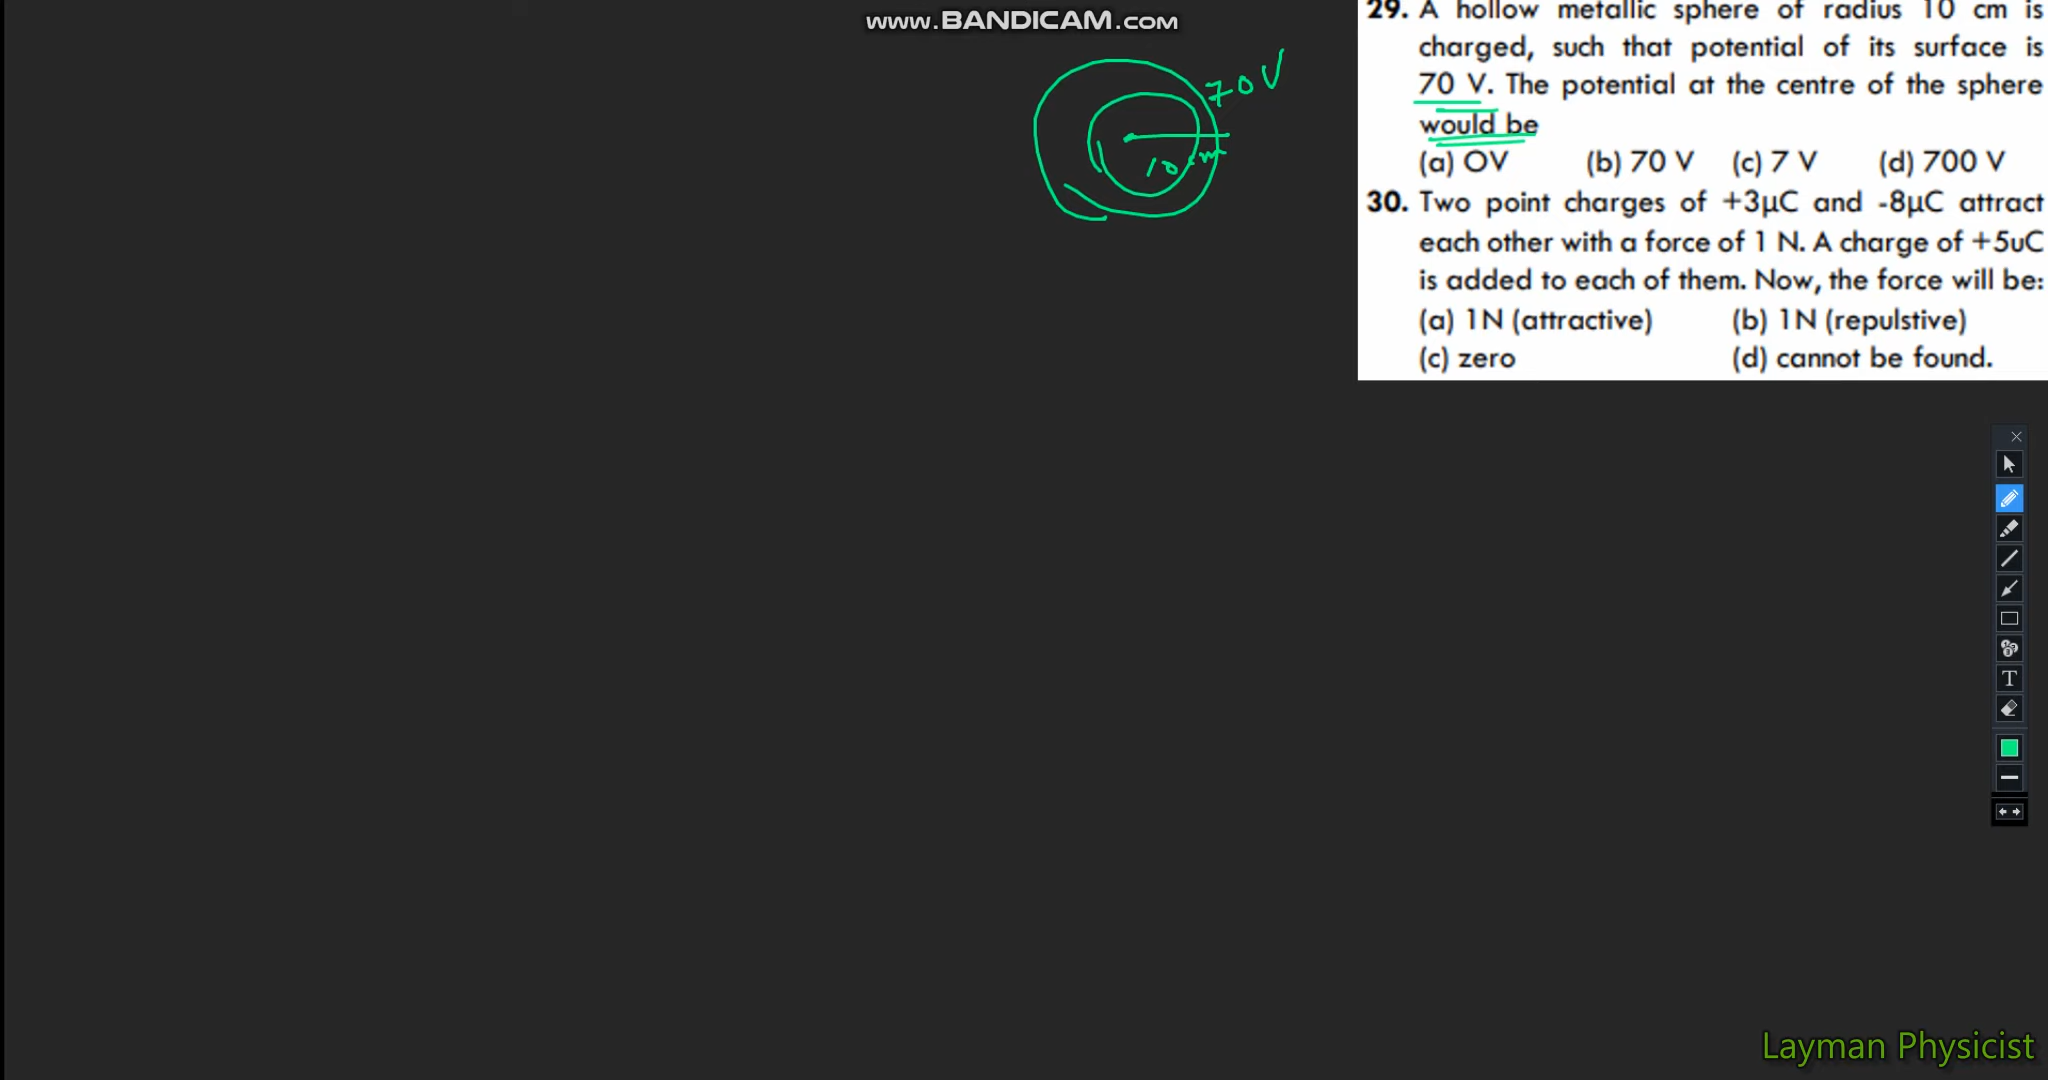 www.BANDICAM.com
29. A hollow metallic sphere of radius 10 cm is
charged, such that potential of its surface is
70 V. The potential at the centre of the sphere
would be
(a) OV (b) 70 V (c) 7 V (d) 700 V
30. Two point charges of +3μC and -8μC attract
each other with a force of 1 N. A charge of +5uC
is added to each of them. Now, the force will be:
(a) 1N (attractive) (b) 1N (repulstive)
(c) zero (d) cannot be found.
70V
10 cm
T
Layman Physicist